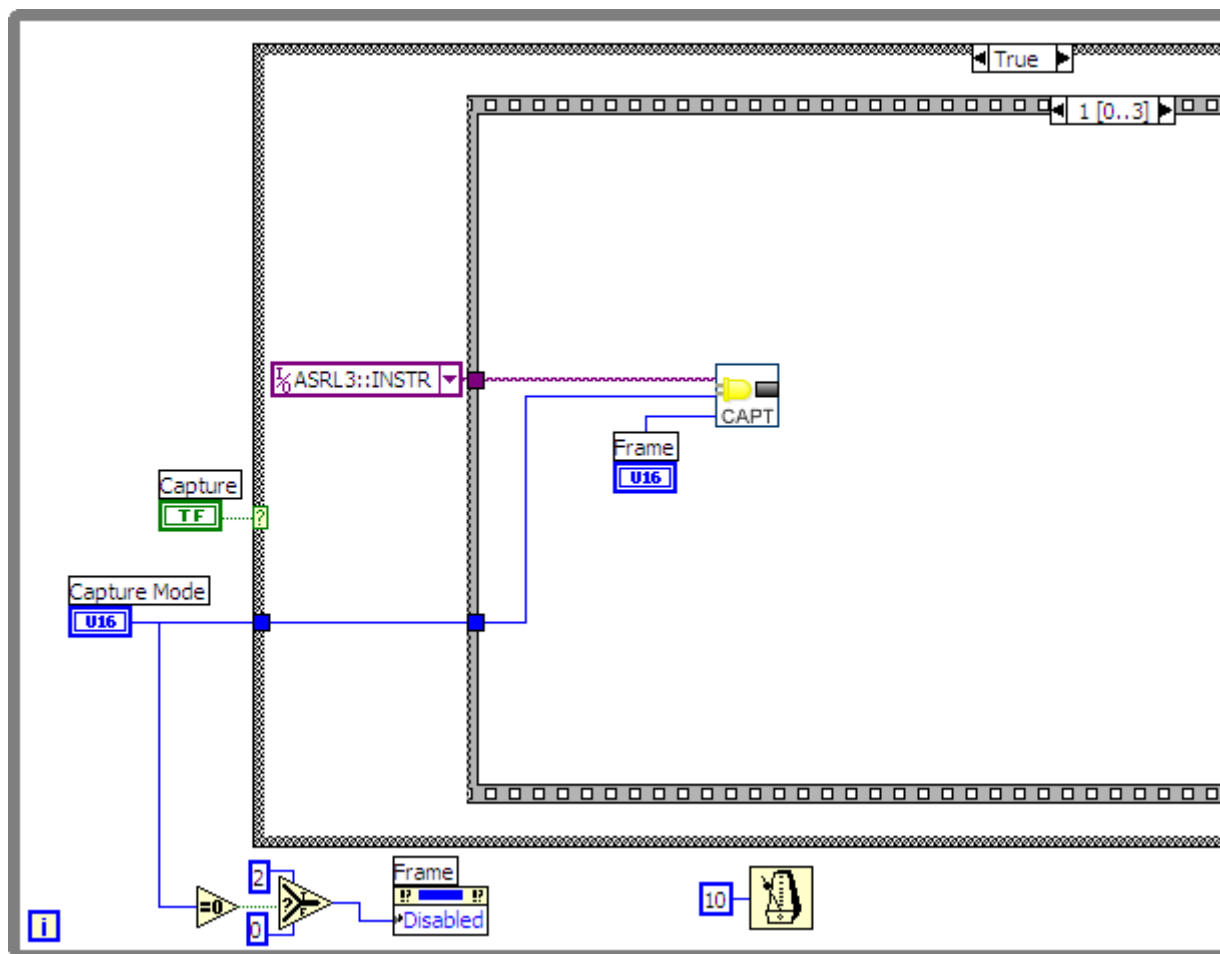 True
1 [0..3]
I/O ASRL3::INSTR
CAPT
Frame
U16
Capture
TF
?
Capture Mode
U16
2
Frame
!? !?
=0
? T F
Disabled
10
0
i